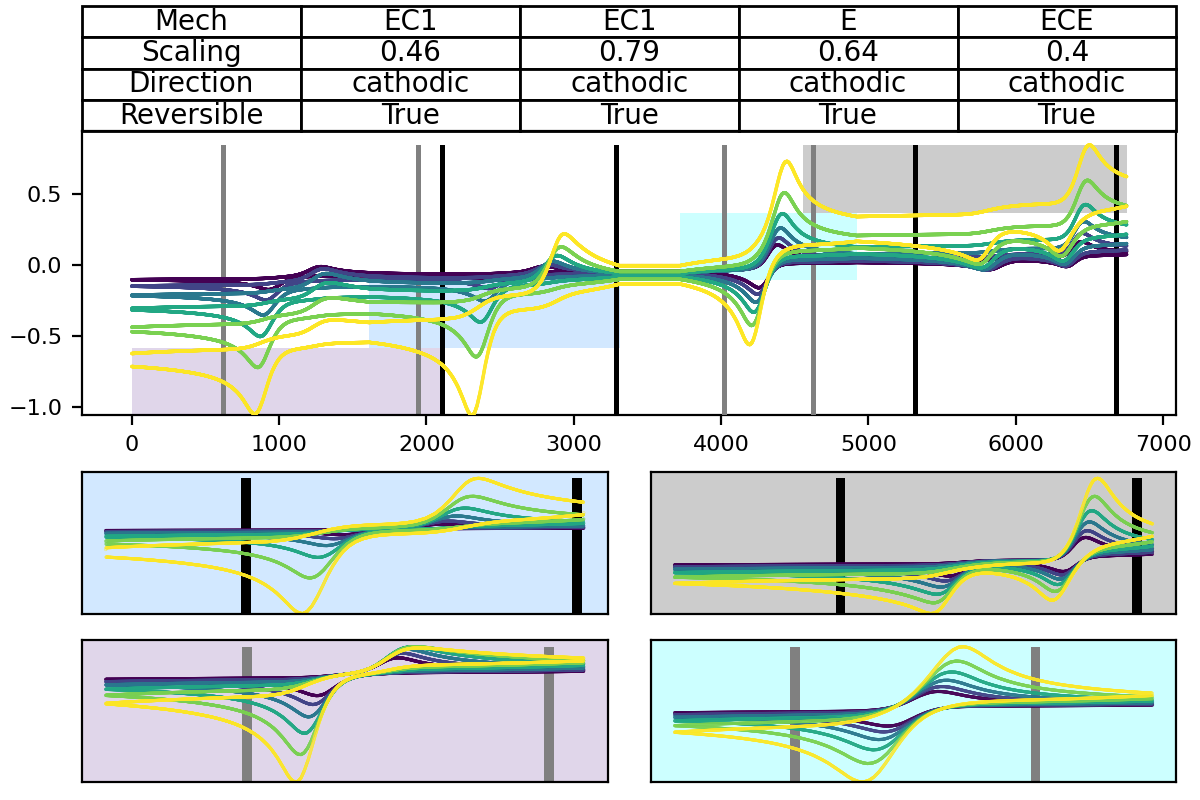 Mech EC1 EC1 E ECE
Scaling 0.46 0.79 0.64 0.4
Direction cathodic cathodic cathodic cathodic
Reversible True True True True
0.5
0.0
−0.5
−1.0
0 1000 2000 3000 4000 5000 6000 7000